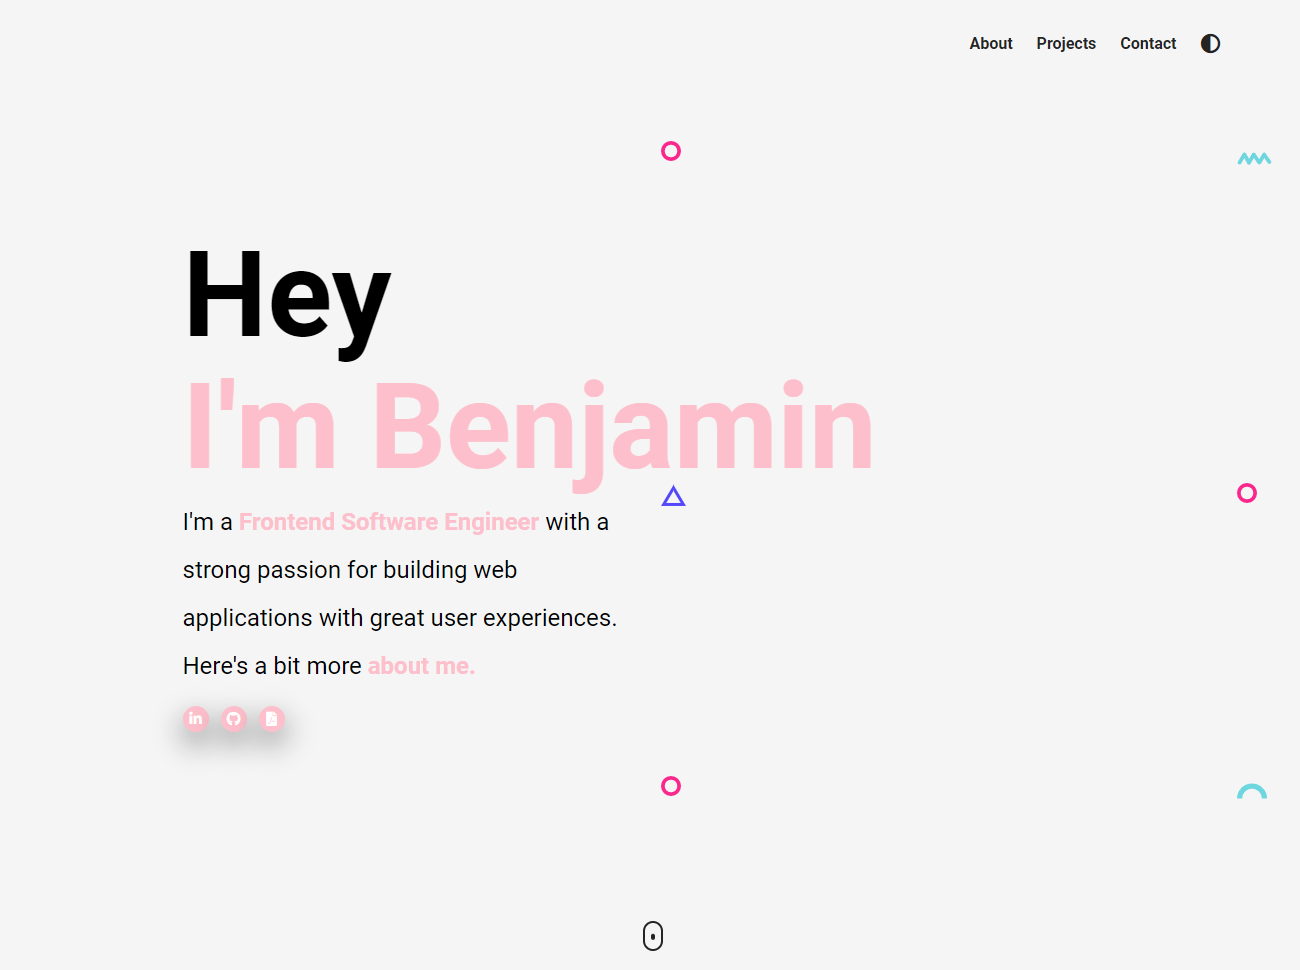 About Projects Contact
Hey
I'm Benjamin
I'm a Frontend Software Engineer with a
strong passion for building web
applications with great user experiences.
Here's a bit more about me.
in